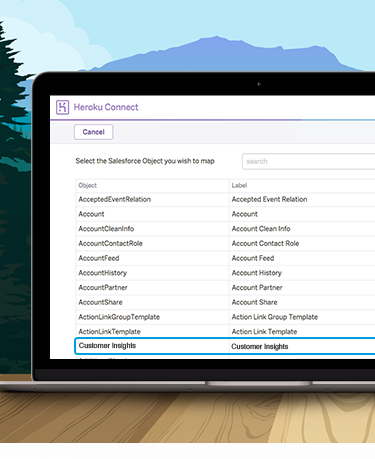 Heroku Connect
Cancel
Select the Salesforce Object you wish to map
search
Object Label
AcceptedEventRelation Accepted Event Relation
Account Account
AccountCleanInfo Account Clean Info
AccountContactRole Account Contact Role
AccountFeed Account Feed
AccountHistory Account History
AccountPartner Account Partner
AccountShare Account Share
ActionLinkGroupTemplate Action Link Group Template
ActionLinkTemplate Action Link Template
Customer Insights Customer Insights